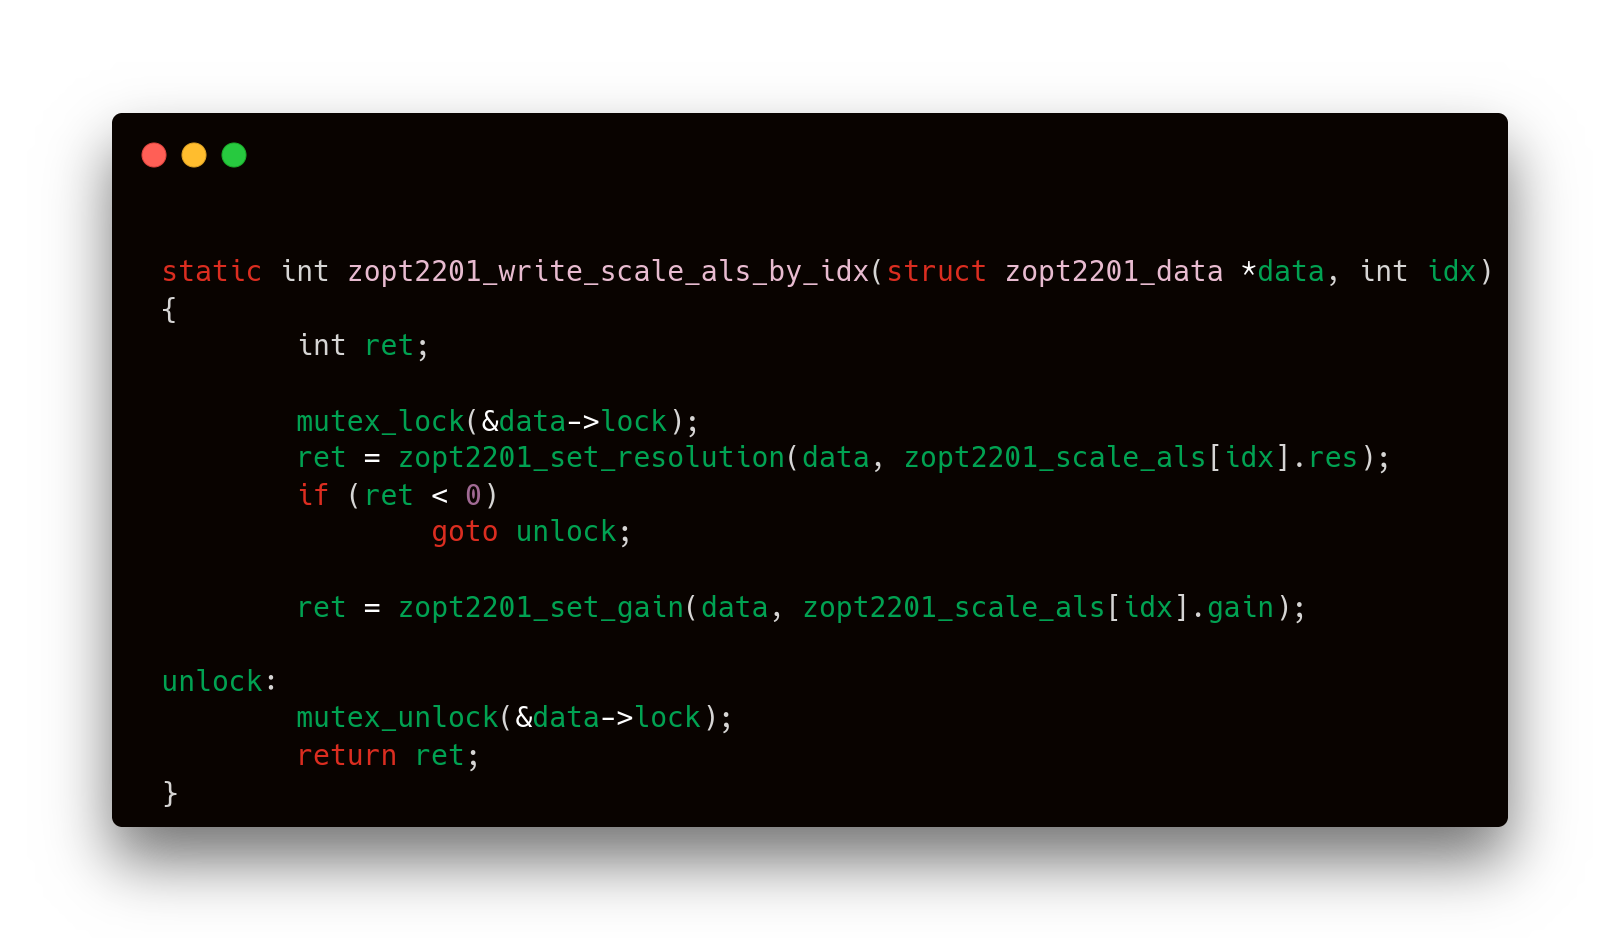 static int zopt2201_write_scale_als_by_idx(struct zopt2201_data *data, int idx)
{
        int ret;

        mutex_lock(&data->lock);
        ret = zopt2201_set_resolution(data, zopt2201_scale_als[idx].res);
        if (ret < 0)
                goto unlock;

        ret = zopt2201_set_gain(data, zopt2201_scale_als[idx].gain);

unlock:
        mutex_unlock(&data->lock);
        return ret;
}